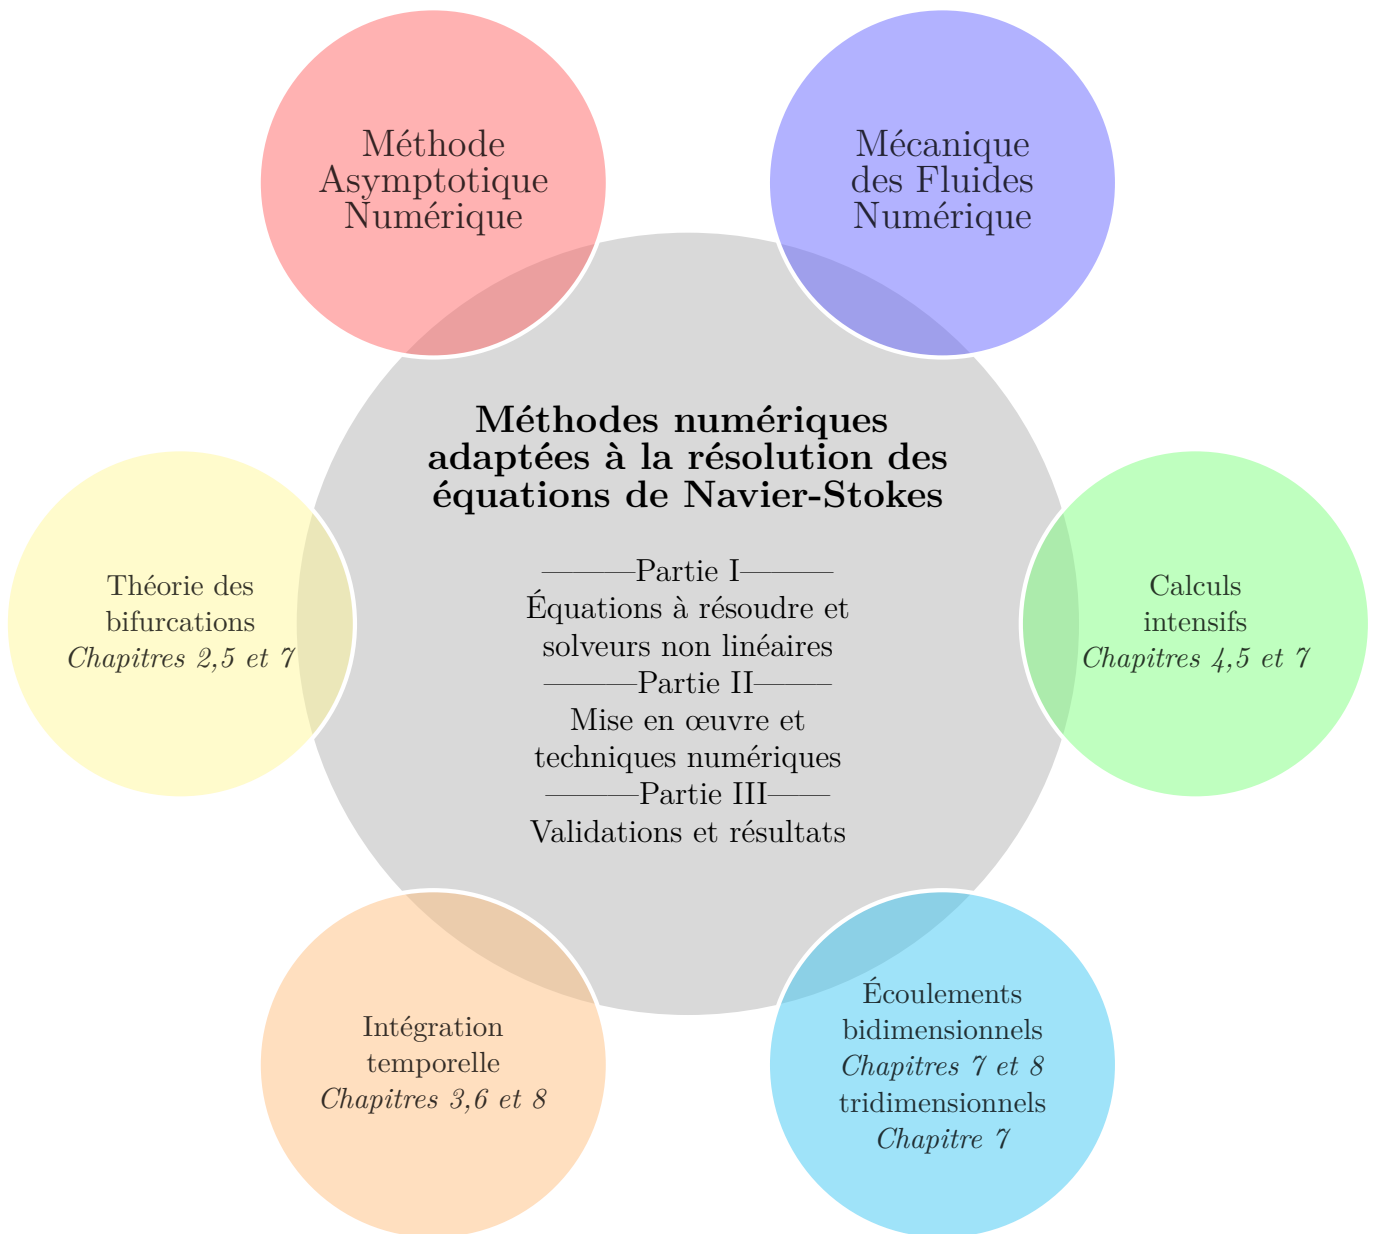 Méthode
Asymptotique
Numérique
Mécanique
des Fluides
Numérique
Méthodes numériques
adaptées à la résolution des
équations de Navier-Stokes
———Partie I———
Équations à résoudre et
solveurs non linéaires
———Partie II——–
Mise en œuvre et
techniques numériques
———Partie III——
Validations et résultats
Théorie des
bifurcations
Chapitres 2,5 et 7
Calculs
intensifs
Chapitres 4,5 et 7
Intégration
temporelle
Chapitres 3,6 et 8
Écoulements
bidimensionnels
Chapitres 7 et 8
tridimensionnels
Chapitre 7